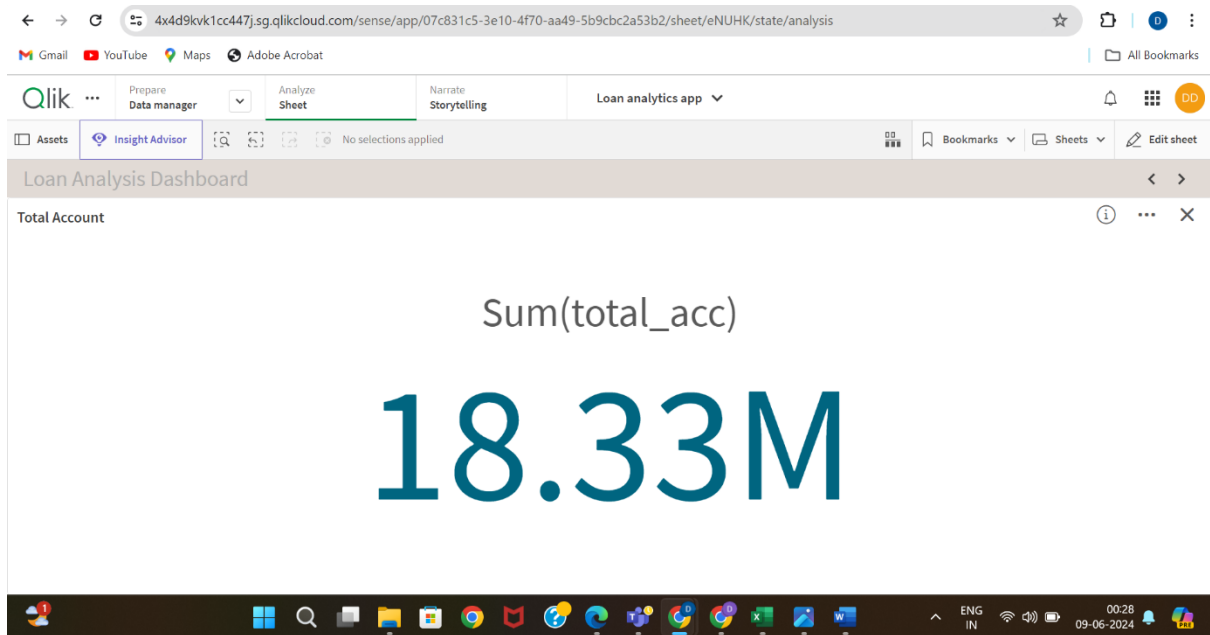 4x4d9kvk1cc447j.sg.qlikcloud.com/sense/app/07c831c5-3e10-4f70-aa49-5b9cbc2a53b2/sheet/eNUHK/state/analysis D
Gmail YouTube Maps Adobe Acrobat All Bookmarks
Qlik Prepare Data manager Analyze Sheet Narrate Storytelling Loan analytics app DD
Assets Insight Advisor No selections applied Bookmarks Sheets Edit sheet
Loan Analysis Dashboard
Total Account
Sum(total_acc)
18.33M
1 ENG 00:28
IN 09-06-2024 PRE